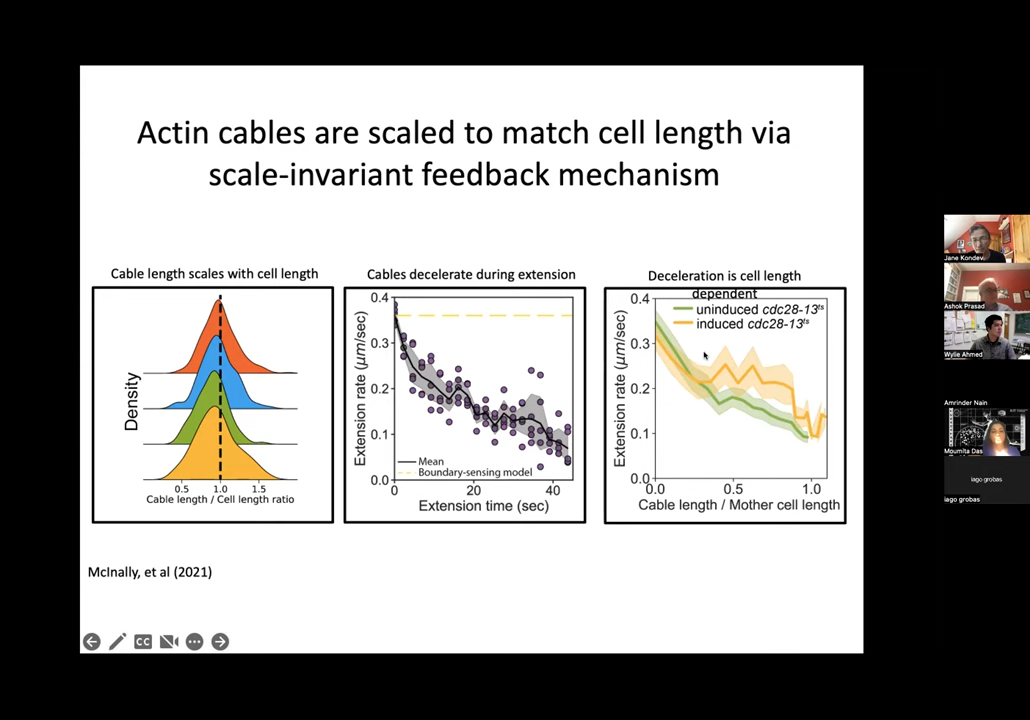 Actin cables are scaled to match cell length via
scale-invariant feedback mechanism
Cable length scales with cell length
Density
0.5 1.0 1.5
Cable length / Cell length ratio
Cables decelerate during extension
Extension rate (μm/sec)
0.4
0.3
0.2
0.1
0.0
Mean
Boundary-sensing model
0 20 40
Extension time (sec)
Deceleration is cell length
dependent
uninduced cdc28-13ts
induced cdc28-13ts
Extension rate (μm/sec)
0.4
0.3
0.2
0.1
0.0
0.0 0.5 1.0
Cable length / Mother cell length
McInally, et al (2021)
CC
Jane Kondev
Ashok Prasad
Wylie Ahmed
Amrinder Nain
Moumita Das
iago grobas
iago grobas